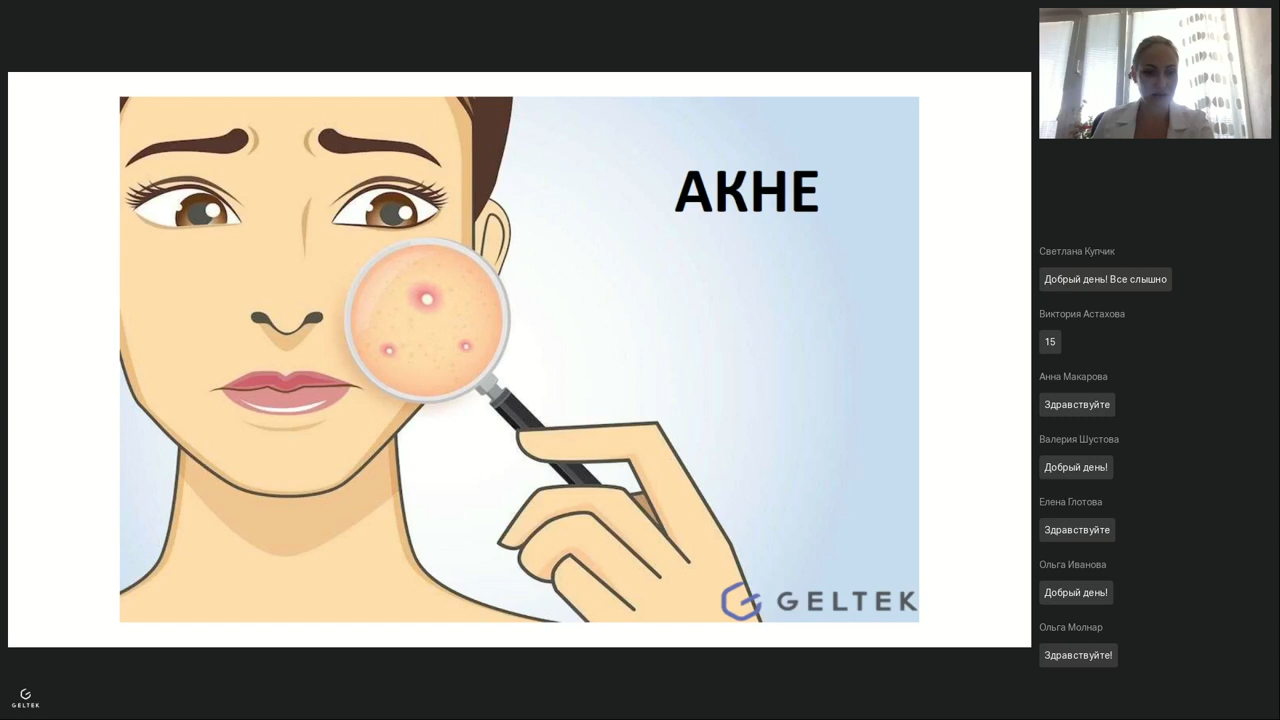 АКНЕ
GELTEK
Светлана Купчик
Добрый день! Все слышно
Виктория Астахова
15
Анна Макарова
Здравствуйте
Валерия Шустова
Добрый день!
Елена Глотова
Здравствуйте
Ольга Иванова
Добрый день!
Ольга Молнар
Здравствуйте!
GELTEK